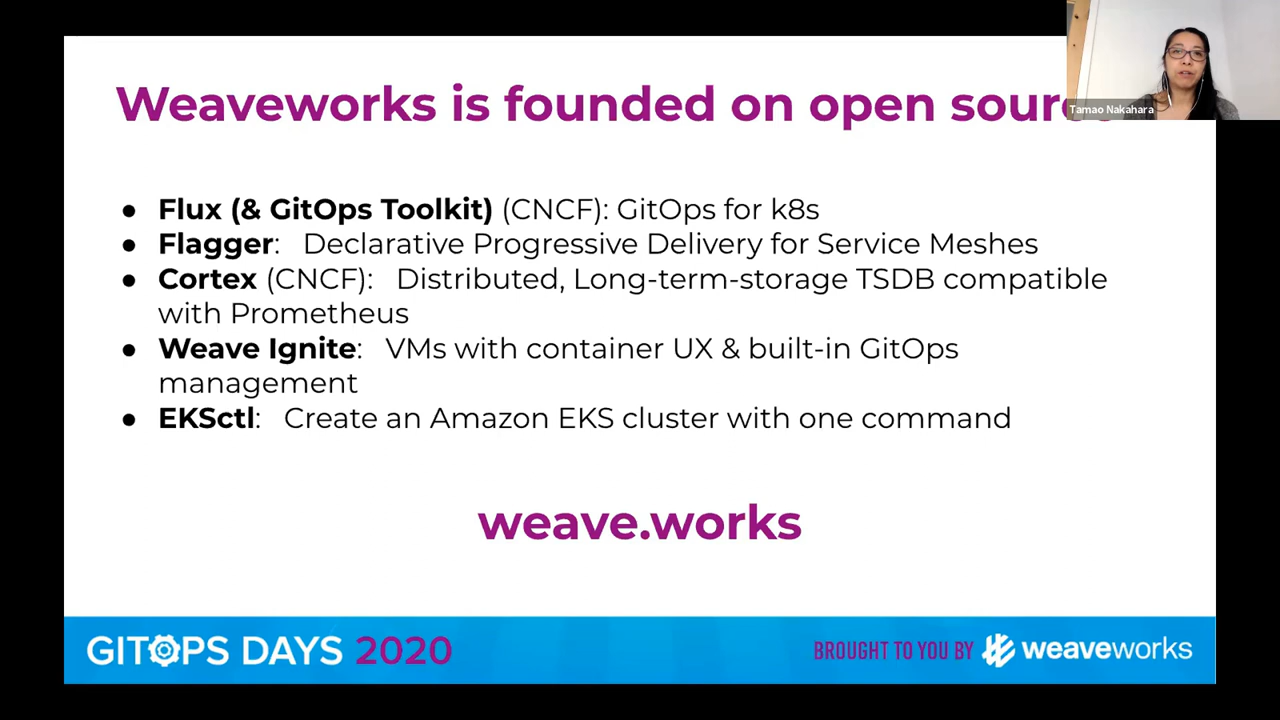 Weaveworks is founded on open
Tamao Nakahara
● Flux (& GitOps Toolkit) (CNCF): GitOps for k8s
● Flagger: Declarative Progressive Delivery for Service Meshes
● Cortex (CNCF): Distributed, Long-term-storage TSDB compatible
with Prometheus
● Weave Ignite: VMs with container UX & built-in GitOps
management
● EKSctl: Create an Amazon EKS cluster with one command
weave.works
GITOPS DAYS 2020
BROUGHT TO YOU BY weaveworks